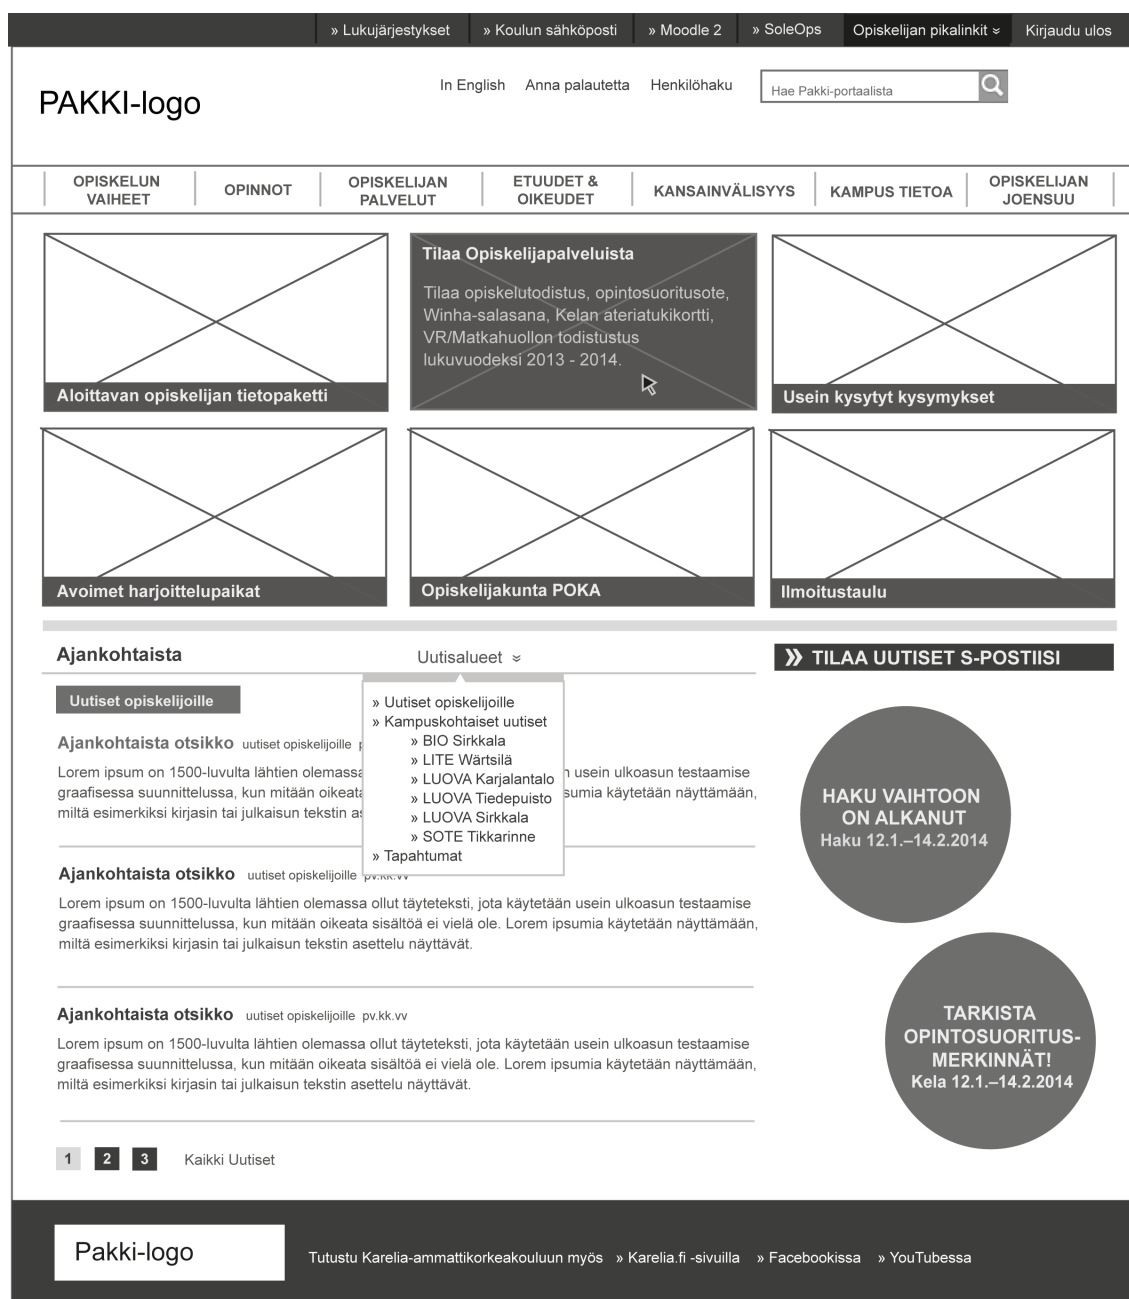 » Lukujärjestykset » Koulun sähköposti » Moodle 2 » SoleOps Opiskelijan pikalinkit Kirjaudu ulos
In English Anna palautetta Henkilöhaku Hae Pakki-portaalista
PAKKI-logo
OPISKELUN
VAIHEET
OPINNOT
OPISKELIJAN
PALVELUT
ETUUDET &
OIKEUDET
KANSAINVÄLISYYS
KAMPUS TIETOA
OPISKELIJAN
JOENSUU
Aloittavan opiskelijan tietopaketti
Tilaa Opiskelijapalveluista
Tilaa opiskelutodistus, opintosuoritusote,
Winha-salasana, Kelan ateriatukikortti,
VR/Matkahuollon todistustus
lukuvuodeksi 2013 - 2014.
Usein kysytyt kysymykset
Avoimet harjoittelupaikat
Opiskelijakunta POKA
Ilmoitustaulu
Ajankohtaista
Uutisalueet
» Uutiset opiskelijoille
» Kampuskohtaiset uutiset
» BIO Sirkkala
» LITE Wärtsilä
» LUOVA Karjalantalo
» LUOVA Tiedepuisto
» LUOVA Sirkkala
» SOTE Tikkarinne
» Tapahtumat
Uutiset opiskelijoille
Ajankohtaista otsikko uutiset opiskelijoille
Lorem ipsum on 1500-luvulta lähtien olemassa usein ulkoasun testaamise
graafisessa suunnittelussa, kun mitään oikeata sumia käytetään näyttämään,
miltä esimerkiksi kirjasin tai julkaisun tekstin
Ajankohtaista otsikko uutiset opiskelijoille pv.kk.vv
Lorem ipsum on 1500-luvulta lähtien olemassa ollut täyteteksti, jota käytetään usein ulkoasun testaamise
graafisessa suunnittelussa, kun mitään oikeata sisältöä ei vielä ole. Lorem ipsumia käytetään näyttämään,
miltä esimerkiksi kirjasin tai julkaisun tekstin asettelu näyttävät.
Ajankohtaista otsikko uutiset opiskelijoille pv.kk.vv
Lorem ipsum on 1500-luvulta lähtien olemassa ollut täyteteksti, jota käytetään usein ulkoasun testaamise
graafisessa suunnittelussa, kun mitään oikeata sisältöä ei vielä ole. Lorem ipsumia käytetään näyttämään,
miltä esimerkiksi kirjasin tai julkaisun tekstin asettelu näyttävät.
1 2 3 Kaikki Uutiset
» TILAA UUTISET S-POSTIISI
HAKU VAIHTOON
ON ALKANUT
Haku 12.1.–14.2.2014
TARKISTA
OPINTOSUORITUS-
MERKINNÄT!
Kela 12.1.–14.2.2014
Pakki-logo
Tutustu Karelia-ammattikorkeakouluun myös » Karelia.fi -sivuilla » Facebookissa » YouTubessa